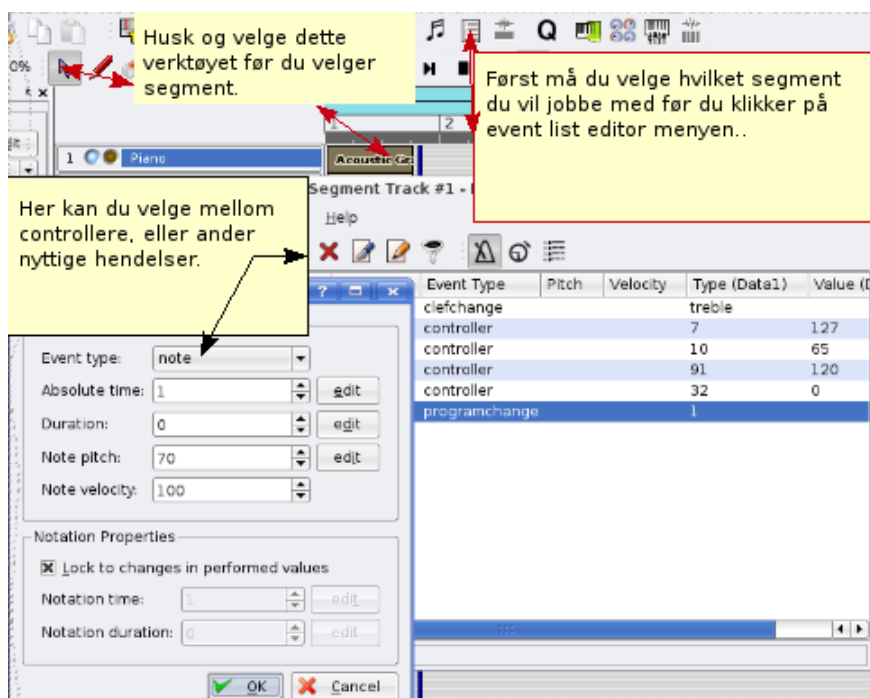 Husk og velge dette
verktøyet før du velger
segment.
Q
0%
Først må du velge hvilket segment
du vil jobbe med før du klikker på
event list editor menyen..
1
2
1 Piano
Acoustic Gr
Segment Track #1 -
Her kan du velge mellom
controllere, eller ander
nyttige hendelser.
Help
Event Type Pitch Velocity Type (Data1) Value (D
clefchange treble
controller 7 127
controller 10 65
controller 91 120
controller 32 0
programchange 1
Event type: note
Absolute time: 1 edit
Duration: 0 edit
Note pitch: 70 edit
Note velocity: 100
Notation Properties
Lock to changes in performed values
Notation time: 1 edit
Notation duration: 0 edit
OK Cancel